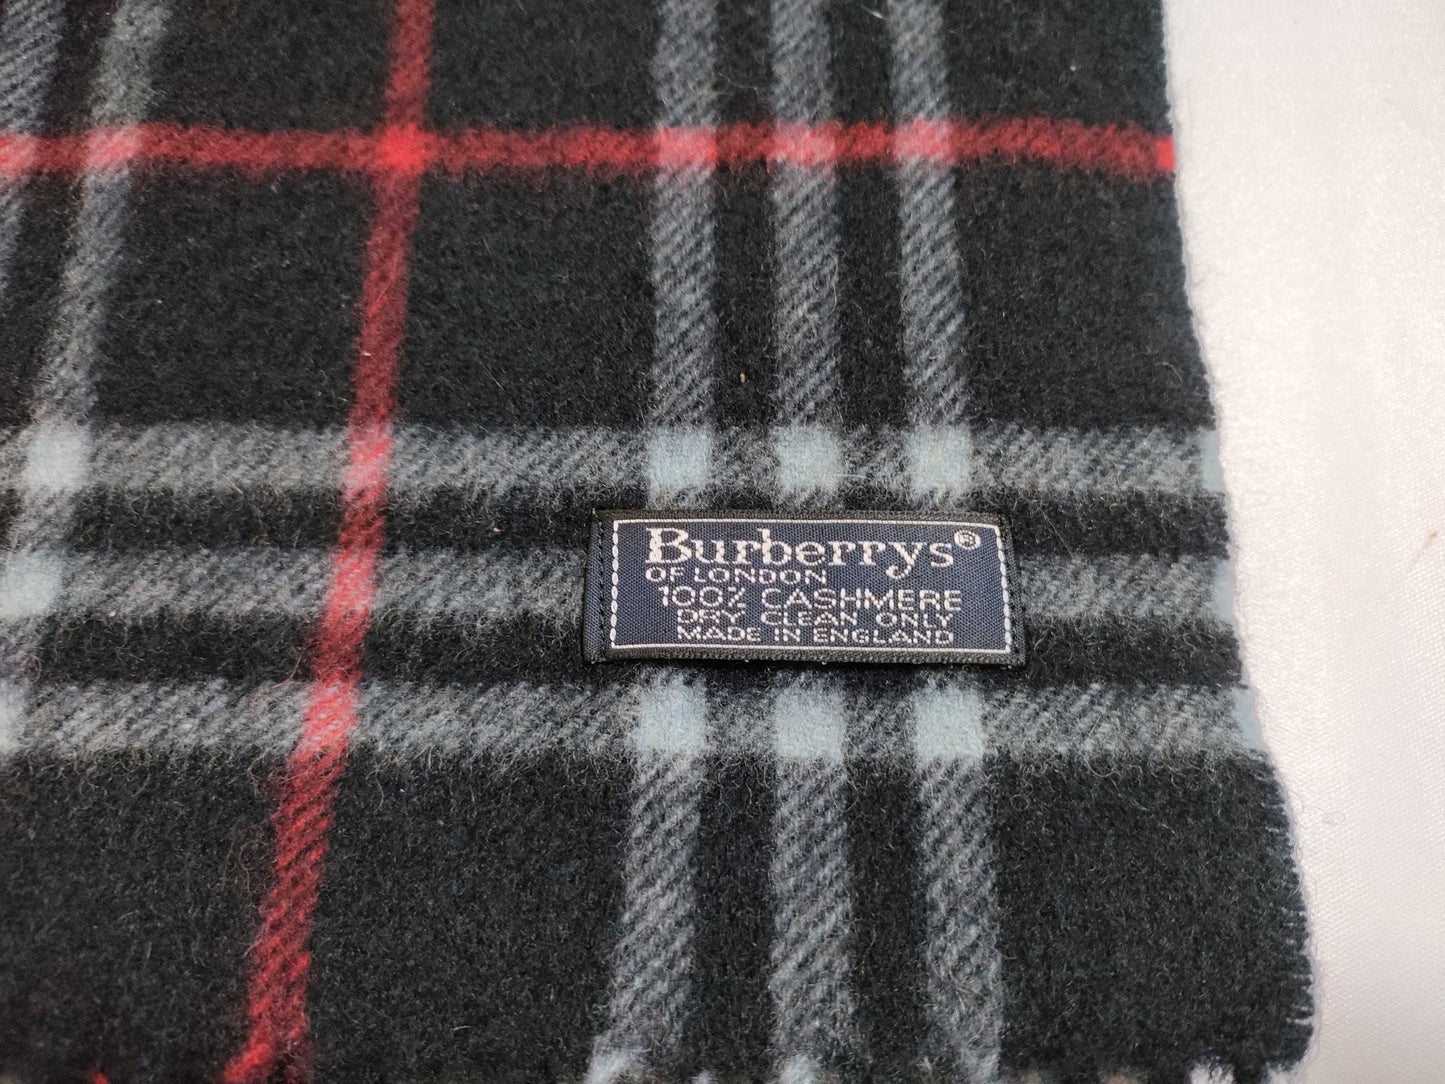 Burberrys®
OF LONDON
100% CASHMERE
DRY CLEAN ONLY
MADE IN ENGLAND